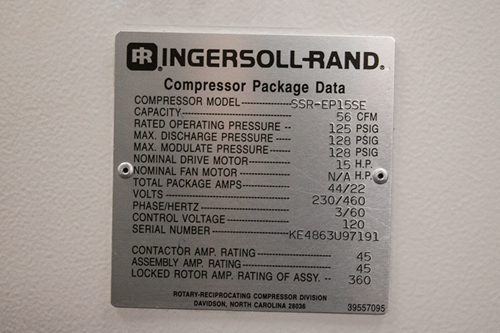 IR INGERSOLL-RAND®
Compressor Package Data
COMPRESSOR MODEL ---------- SSR-EP15SE
CAPACITY ---------- 56 CFM
RATED OPERATING PRESSURE -- 125 PSIG
MAX. DISCHARGE PRESSURE ------ 128 PSIG
MAX. MODULATE PRESSURE ------ 128 PSIG
NOMINAL DRIVE MOTOR ---------- 15 H.P.
NOMINAL FAN MOTOR ---------- N/A H.P.
TOTAL PACKAGE AMPS ---------- 44/22
VOLTS ---------- 230/460
PHASE/HERTZ ---------- 3/60
CONTROL VOLTAGE ---------- 120
SERIAL NUMBER ---------- KE4863U97191
CONTACTOR AMP. RATING ---------- 45
ASSEMBLY AMP. RATING ---------- 45
LOCKED ROTOR AMP. RATING OF ASSY. -- 360
ROTARY-RECIPROCATING COMPRESSOR DIVISION
DAVIDSON, NORTH CAROLINA 28036 39557095